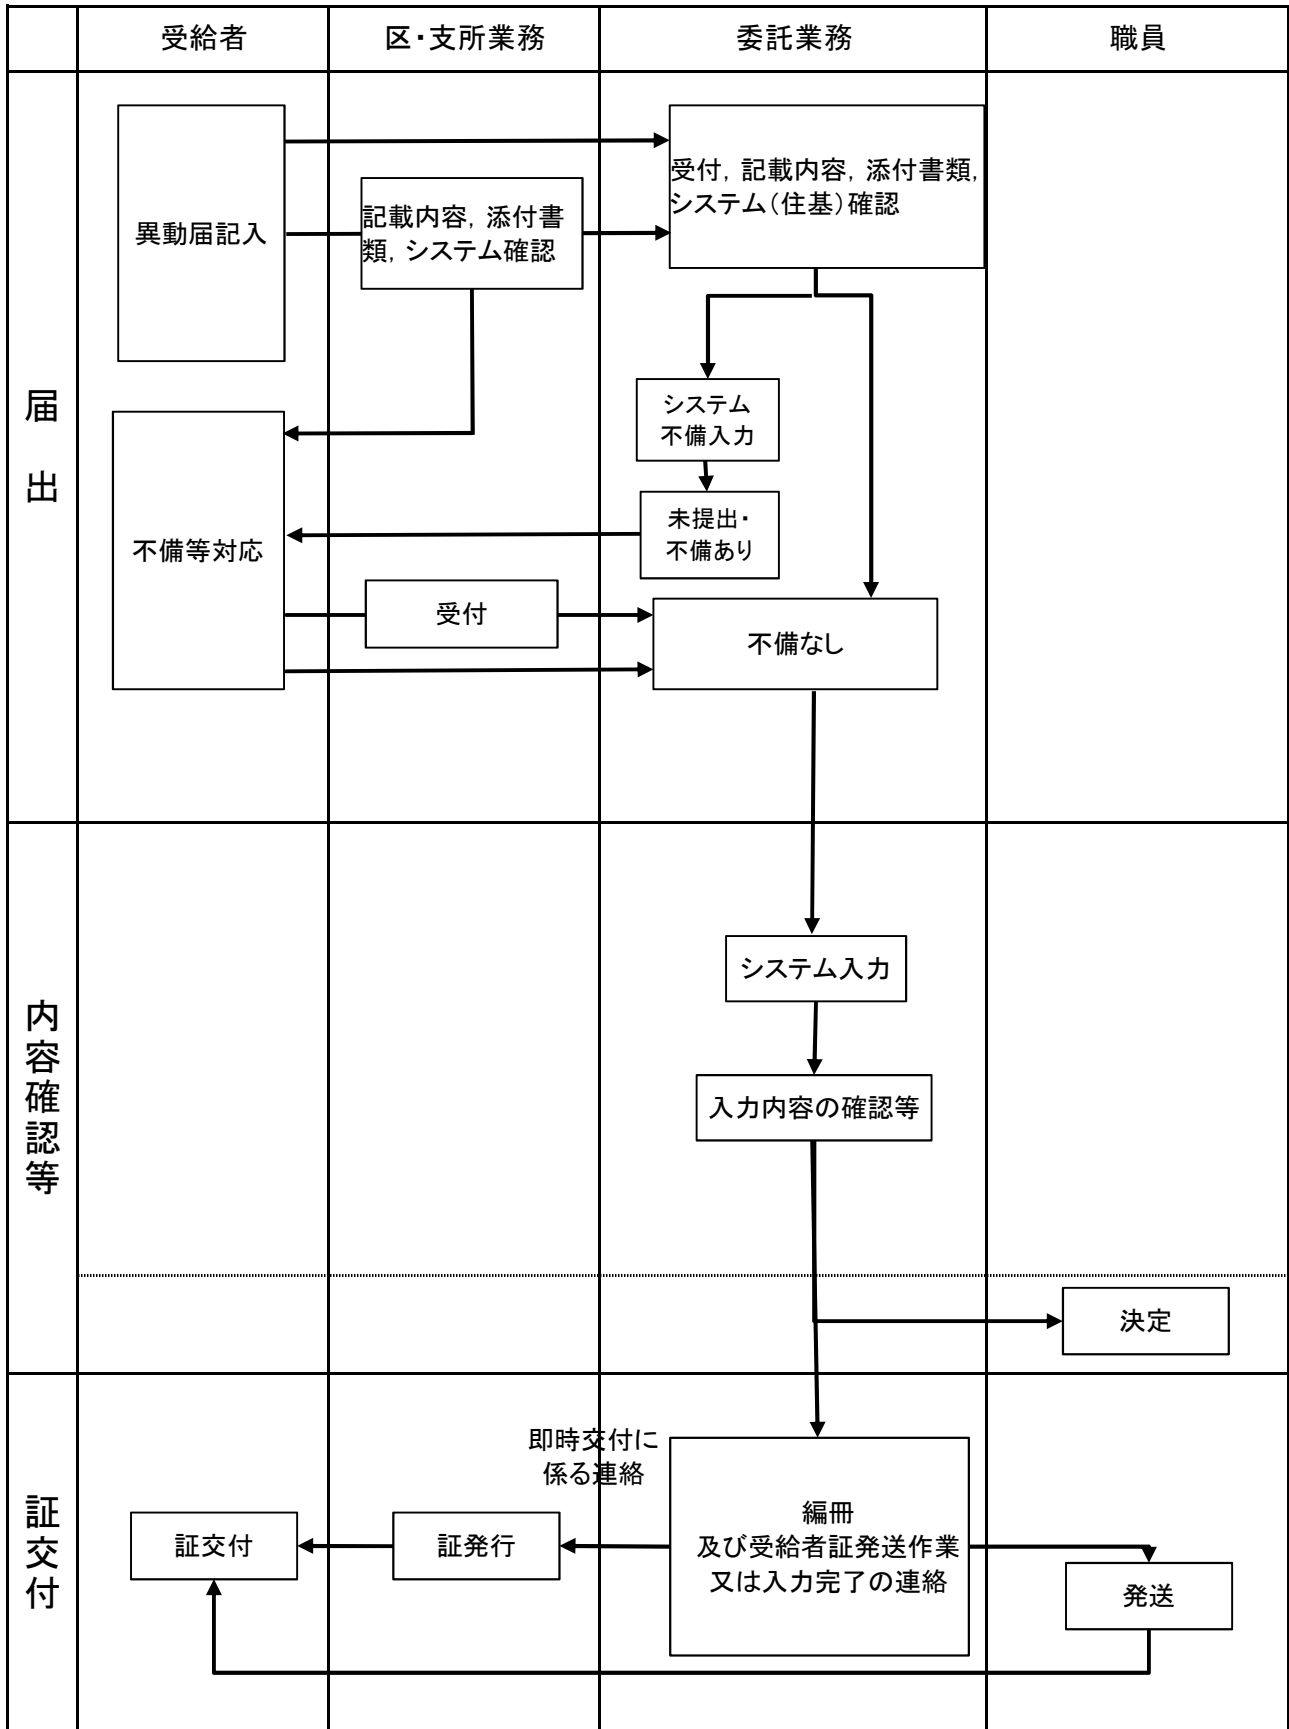 受給者
区・支所業務
委託業務
職員
届出
異動届記入
記載内容，添付書
類，システム確認
受付，記載内容，添付書類，
システム（住基）確認
システム
不備入力
未提出・
不備あり
不備等対応
受付
不備なし
内容確認等
システム入力
入力内容の確認等
決定
証交付
即時交付に
係る連絡
証交付
証発行
編冊
及び受給者証発送作業
又は入力完了の連絡
発送